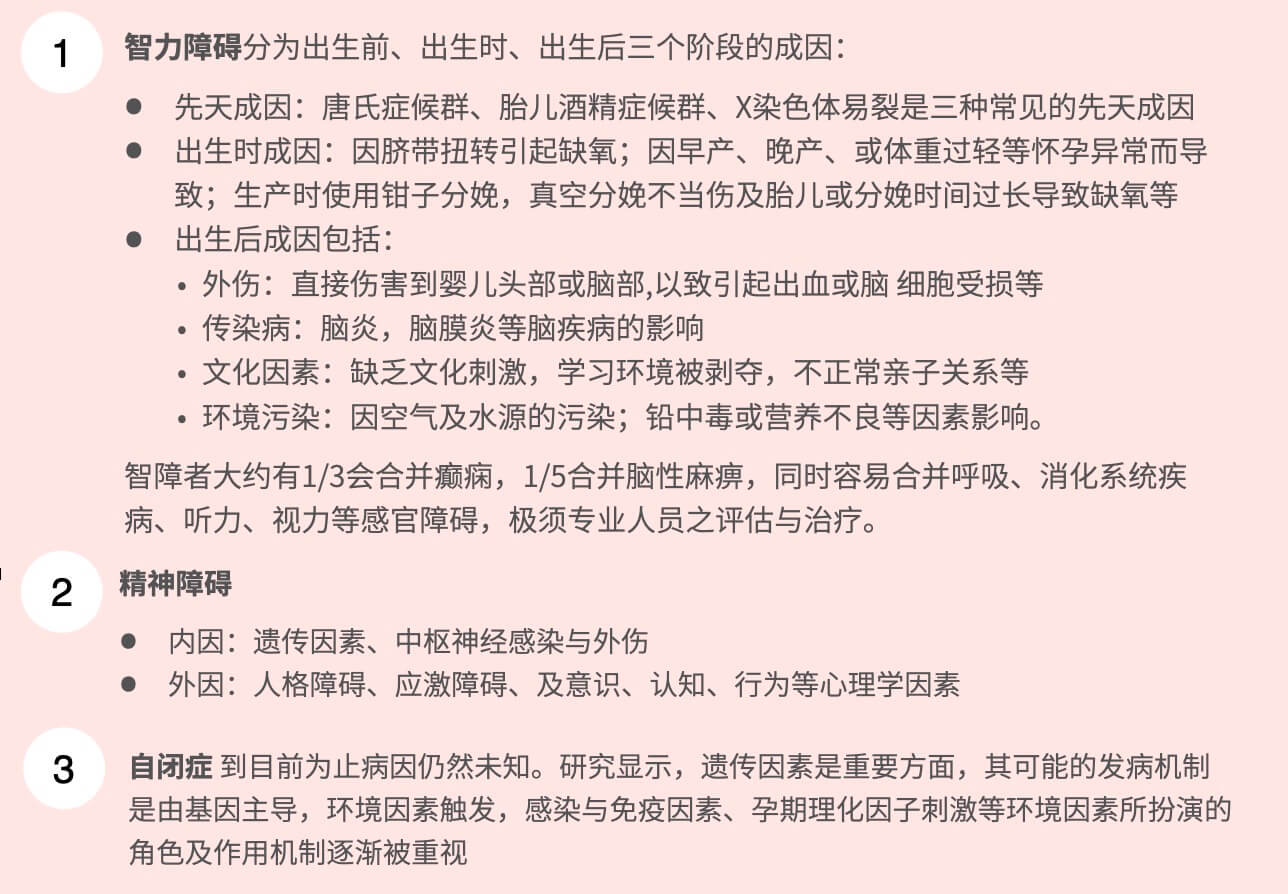 1 智力障碍分为出生前、出生时、出生后三个阶段的成因：
● 先天成因：唐氏症候群、胎儿酒精症候群、X染色体易裂是三种常见的先天成因
● 出生时成因：因脐带扭转引起缺氧；因早产、晚产、或体重过轻等怀孕异常而导
致；生产时使用钳子分娩，真空分娩不当伤及胎儿或分娩时间过长导致缺氧等
● 出生后成因包括：
• 外伤：直接伤害到婴儿头部或脑部,以致引起出血或脑 细胞受损等
• 传染病：脑炎，脑膜炎等脑疾病的影响
• 文化因素：缺乏文化刺激，学习环境被剥夺，不正常亲子关系等
• 环境污染：因空气及水源的污染；铅中毒或营养不良等因素影响。
智障者大约有1/3会合并癫痫，1/5合并脑性麻痹，同时容易合并呼吸、消化系统疾
病、听力、视力等感官障碍，极须专业人员之评估与治疗。
2 精神障碍
● 内因：遗传因素、中枢神经感染与外伤
● 外因：人格障碍、应激障碍、及意识、认知、行为等心理学因素
3 自闭症 到目前为止病因仍然未知。研究显示，遗传因素是重要方面，其可能的发病机制
是由基因主导，环境因素触发，感染与免疫因素、孕期理化因子刺激等环境因素所扮演的
角色及作用机制逐渐被重视